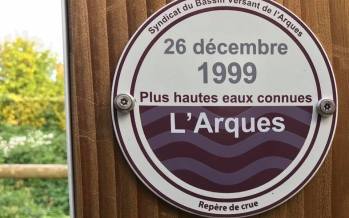 Syndicat du Bassin Versant de l'Arques
26 décembre
1999
Plus hautes eaux connues
L'Arques
Repère de crue